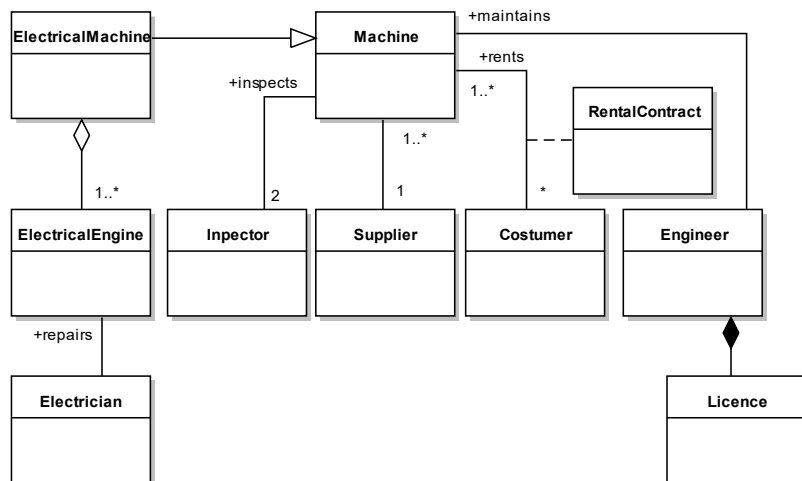 ElectricalMachine
Machine
+maintains
+rents
+inspects
1..*
RentalContract
1..*
1..*
2
1
*
ElectricalEngine
Inpector
Supplier
Costumer
Engineer
+repairs
Electrician
Licence